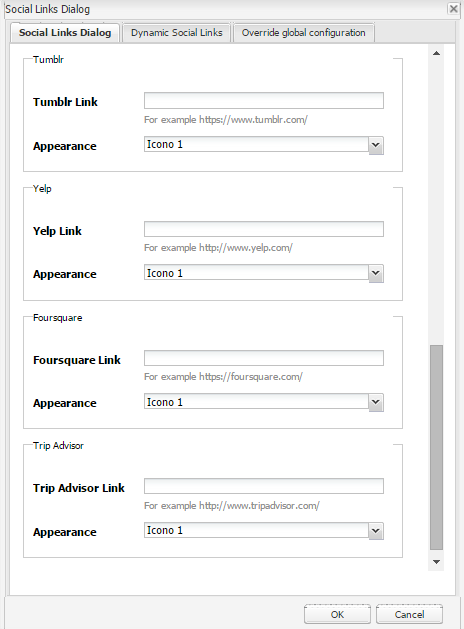 Social Links Dialog
Social Links Dialog Dynamic Social Links Override global configuration
Tumblr
Tumblr Link
For example https://www.tumblr.com/
Appearance Icono 1
Yelp
Yelp Link
For example http://www.yelp.com/
Appearance Icono 1
Foursquare
Foursquare Link
For example https://foursquare.com/
Appearance Icono 1
Trip Advisor
Trip Advisor Link
For example http://www.tripadvisor.com/
Appearance Icono 1
OK Cancel